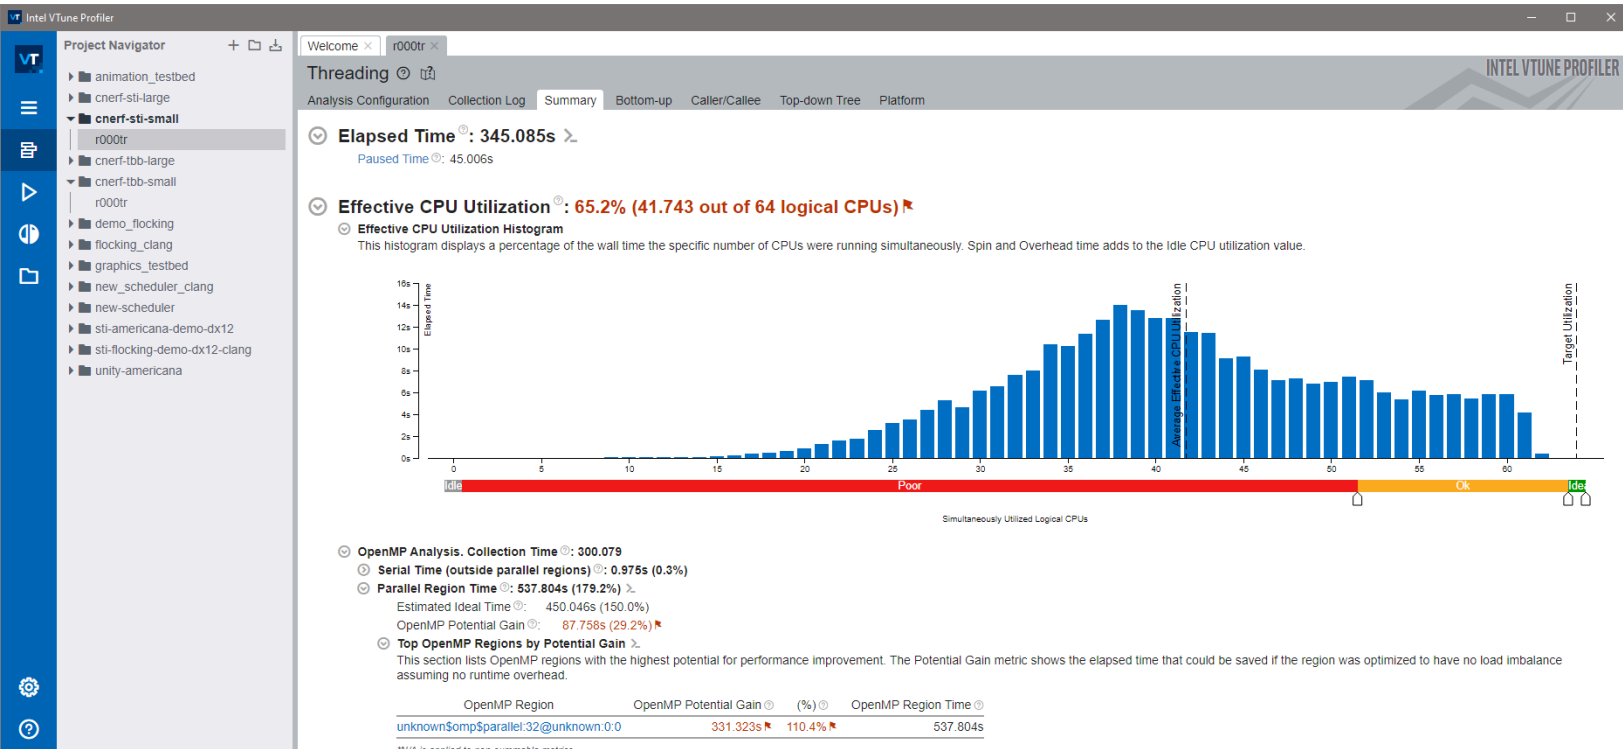 VT Intel VTune Profiler
VT
Project Navigator
animation_testbed
cnerf-sti-large
cnerf-sti-small
r000tr
cnerf-tbb-large
cnerf-tbb-small
r000tr
demo_flocking
flocking_clang
graphics_testbed
new_scheduler_clang
new-scheduler
sti-americana-demo-dx12
sti-flocking-demo-dx12-clang
unity-americana
Welcome
r000tr
Threading
INTEL VTUNE PROFILER
Analysis Configuration Collection Log Summary Bottom-up Caller/Callee Top-down Tree Platform
Elapsed Time: 345.085s
Paused Time: 45.006s
Effective CPU Utilization: 65.2% (41.743 out of 64 logical CPUs)
Effective CPU Utilization Histogram
This histogram displays a percentage of the wall time the specific number of CPUs were running simultaneously. Spin and Overhead time adds to the Idle CPU utilization value.
Elapsed Time
16s
14s
12s
10s
8s
6s
4s
2s
0s
Average Effective CPU Utilization
Target Utilization
0 5 10 15 20 25 30 35 40 45 50 55 60
Idle Poor Ok Idea
Simultaneously Utilized Logical CPUs
OpenMP Analysis. Collection Time: 300.079
Serial Time (outside parallel regions): 0.975s (0.3%)
Parallel Region Time: 537.804s (179.2%)
Estimated Ideal Time: 450.046s (150.0%)
OpenMP Potential Gain: 87.758s (29.2%)
Top OpenMP Regions by Potential Gain
This section lists OpenMP regions with the highest potential for performance improvement. The Potential Gain metric shows the elapsed time that could be saved if the region was optimized to have no load imbalance
assuming no runtime overhead.
OpenMP Region OpenMP Potential Gain (%) OpenMP Region Time
unknown$omp$parallel:32@unknown:0:0 331.323s 110.4% 537.804s